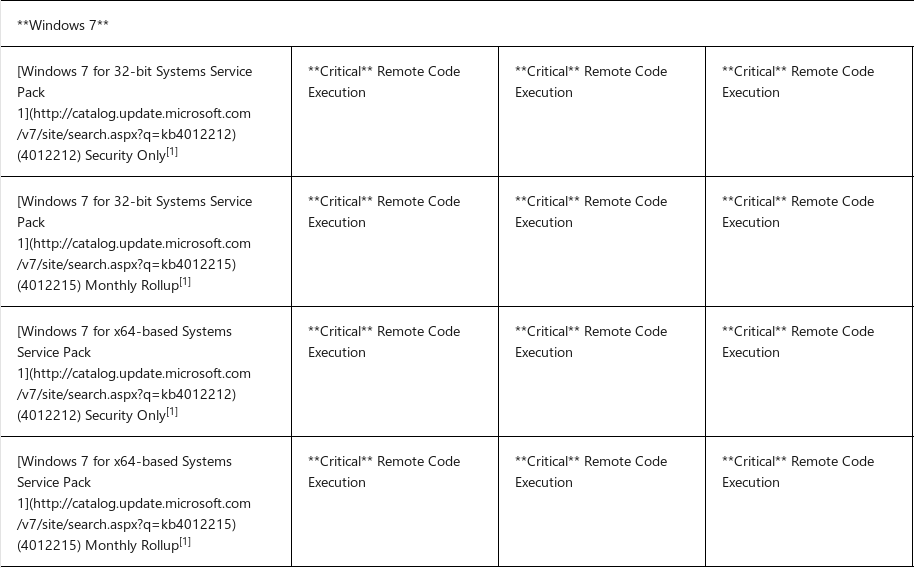 **Windows 7**
[Windows 7 for 32-bit Systems Service
Pack
1](http://catalog.update.microsoft.com
/v7/site/search.aspx?q=kb4012212)
(4012212) Security Only[1]
**Critical** Remote Code
Execution
**Critical** Remote Code
Execution
**Critical** Remote Code
Execution
[Windows 7 for 32-bit Systems Service
Pack
1](http://catalog.update.microsoft.com
/v7/site/search.aspx?q=kb4012215)
(4012215) Monthly Rollup[1]
**Critical** Remote Code
Execution
**Critical** Remote Code
Execution
**Critical** Remote Code
Execution
[Windows 7 for x64-based Systems
Service Pack
1](http://catalog.update.microsoft.com
/v7/site/search.aspx?q=kb4012212)
(4012212) Security Only[1]
**Critical** Remote Code
Execution
**Critical** Remote Code
Execution
**Critical** Remote Code
Execution
[Windows 7 for x64-based Systems
Service Pack
1](http://catalog.update.microsoft.com
/v7/site/search.aspx?q=kb4012215)
(4012215) Monthly Rollup[1]
**Critical** Remote Code
Execution
**Critical** Remote Code
Execution
**Critical** Remote Code
Execution